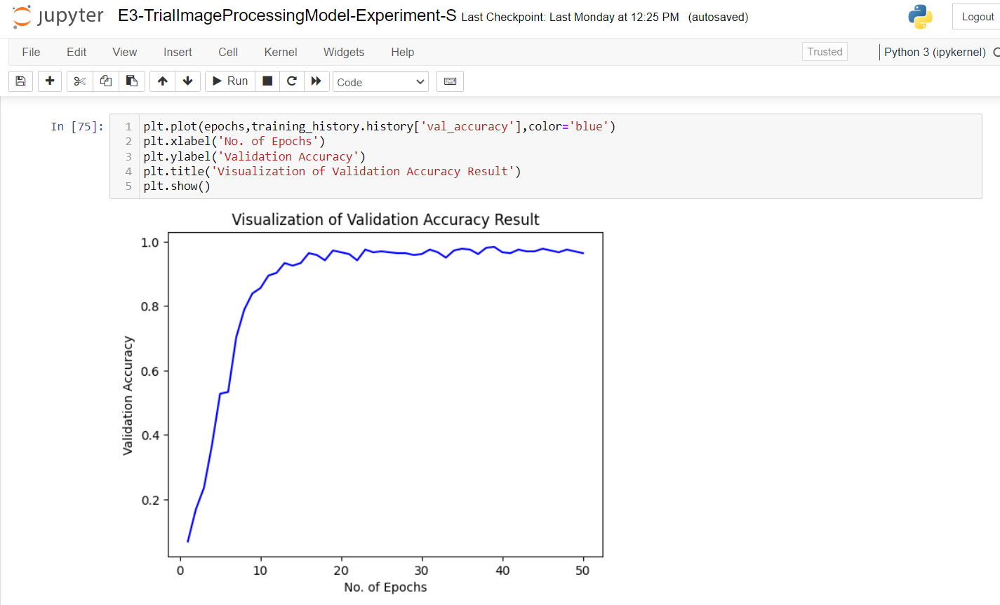 jupyter E3-TrialImageProcessingModel-Experiment-S Last Checkpoint: Last Monday at 12:25 PM (autosaved) Logout
File Edit View Insert Cell Kernel Widgets Help Trusted Python 3 (ipykernel)
Run Code
In [75]:
1 plt.plot(epochs,training_history.history['val_accuracy'],color='blue')
2 plt.xlabel('No. of Epochs')
3 plt.ylabel('Validation Accuracy')
4 plt.title('Visualization of Validation Accuracy Result')
5 plt.show()
Visualization of Validation Accuracy Result
1.0
0.8
0.6
0.4
0.2
Validation Accuracy
0 10 20 30 40 50
No. of Epochs